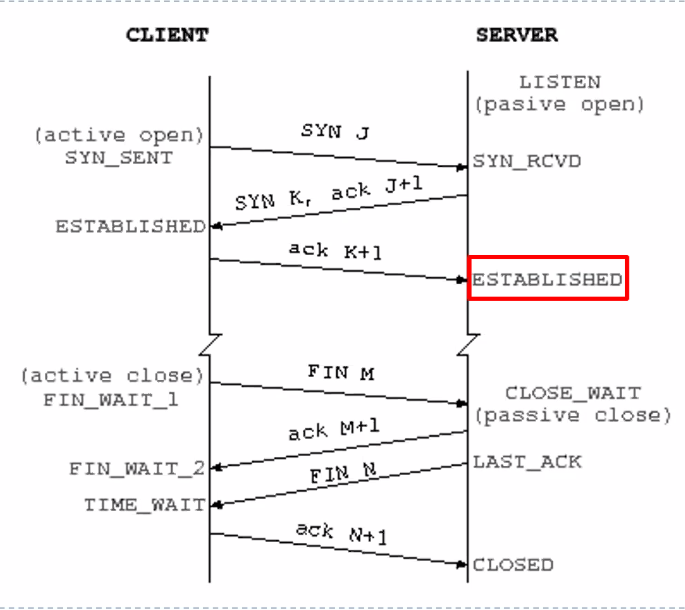 CLIENT
SERVER
LISTEN
(pasive open)
(active open)
SYN_SENT
SYN J
SYN_RCVD
SYN K, ack J+1
ESTABLISHED
ack K+1
ESTABLISHED
(active close)
FIN_WAIT_1
FIN M
CLOSE_WAIT
(passive close)
ack M+1
FIN_WAIT_2
LAST_ACK
FIN N
TIME_WAIT
ack N+1
CLOSED